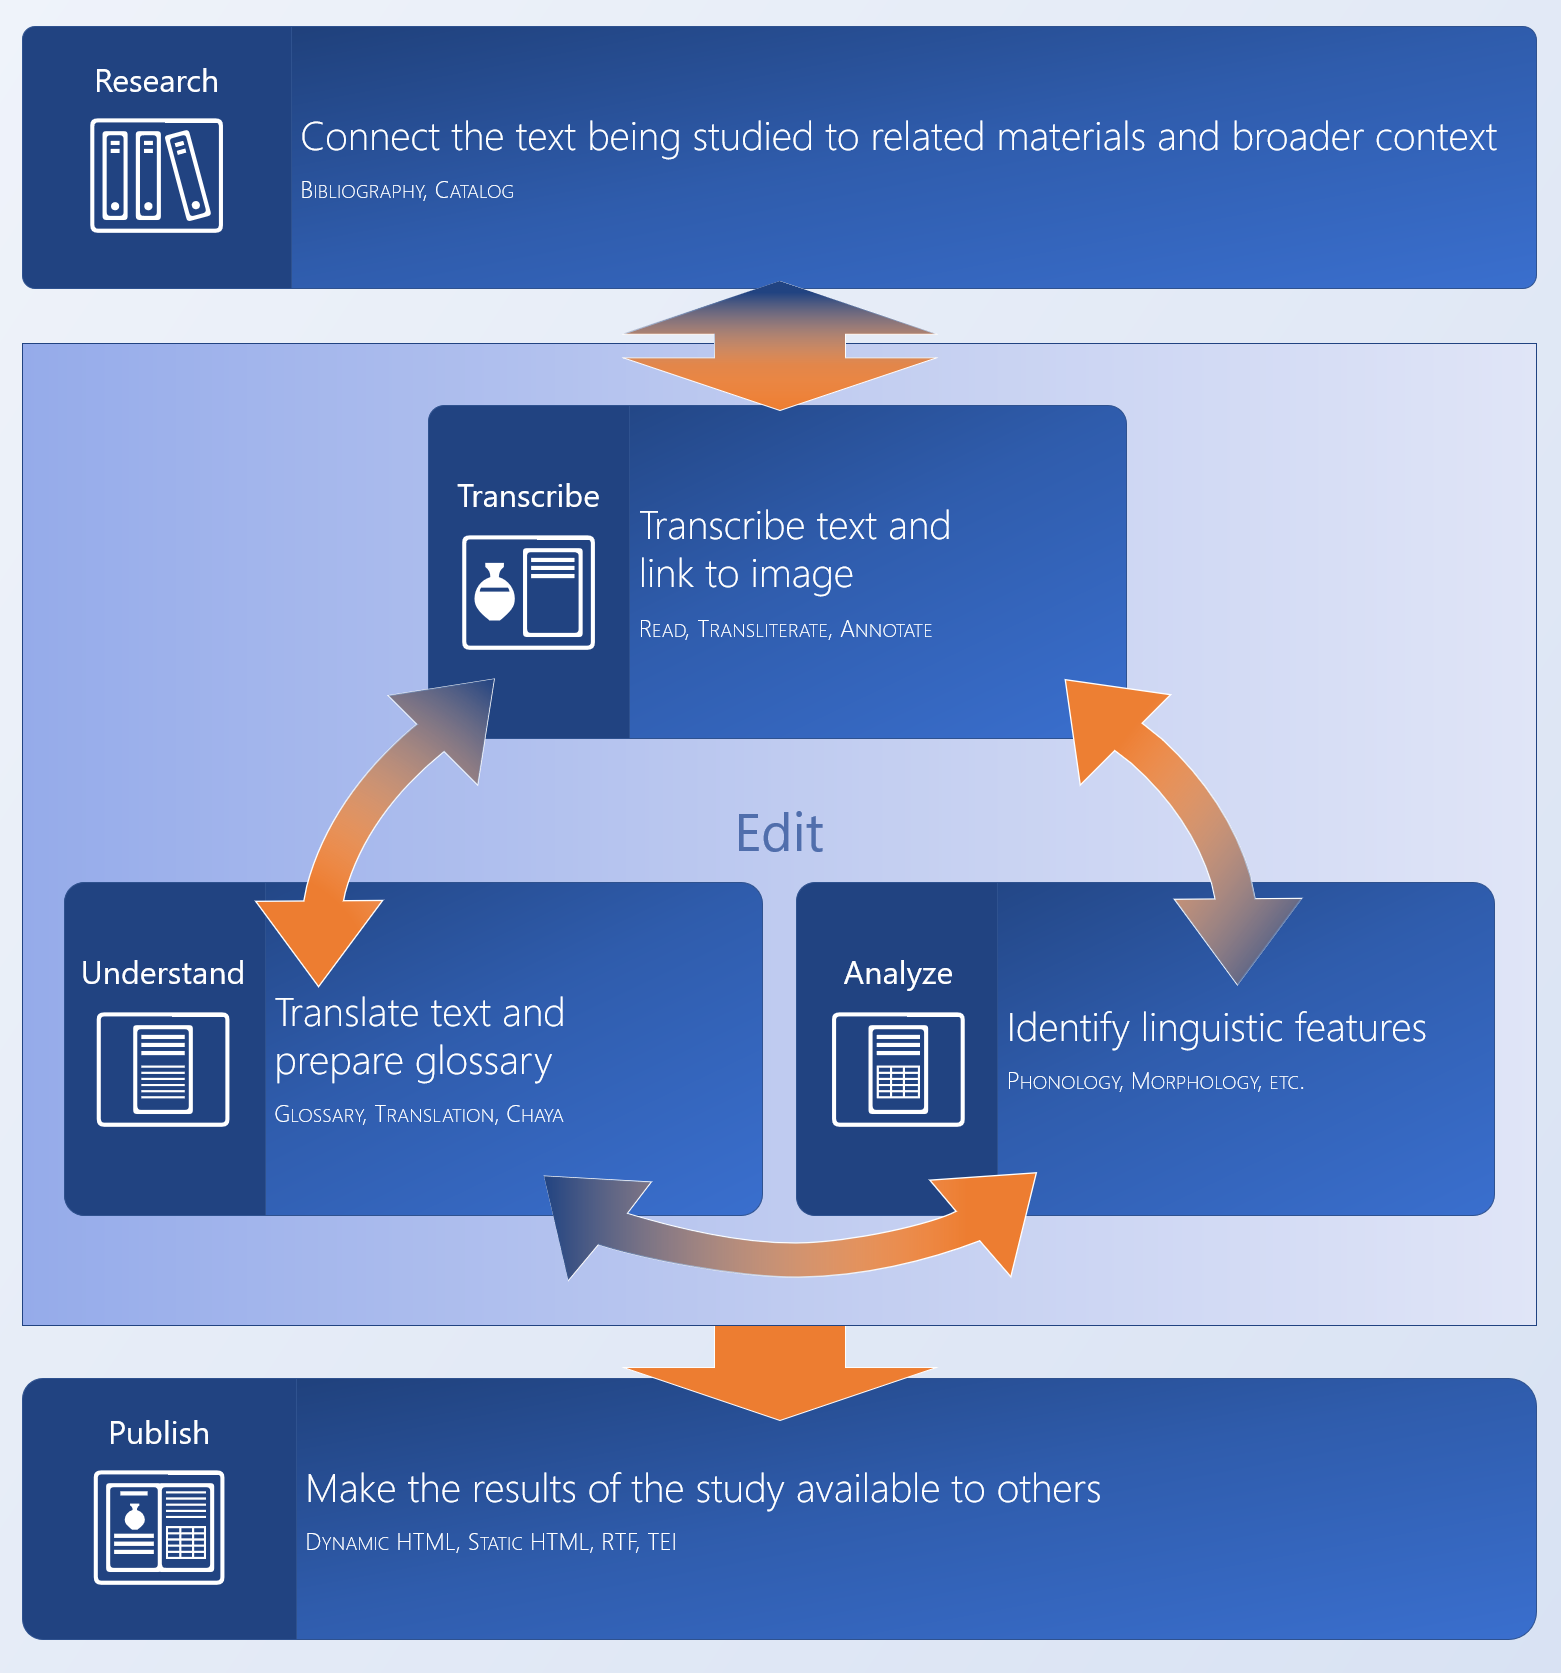 Research
Connect the text being studied to related materials and broader context
Bibliography, Catalog
Transcribe
Transcribe text and
link to image
Read, Transliterate, Annotate
Edit
Understand
Translate text and
prepare glossary
Glossary, Translation, Chaya
Analyze
Identify linguistic features
Phonology, Morphology, etc.
Publish
Make the results of the study available to others
Dynamic HTML, Static HTML, RTF, TEI